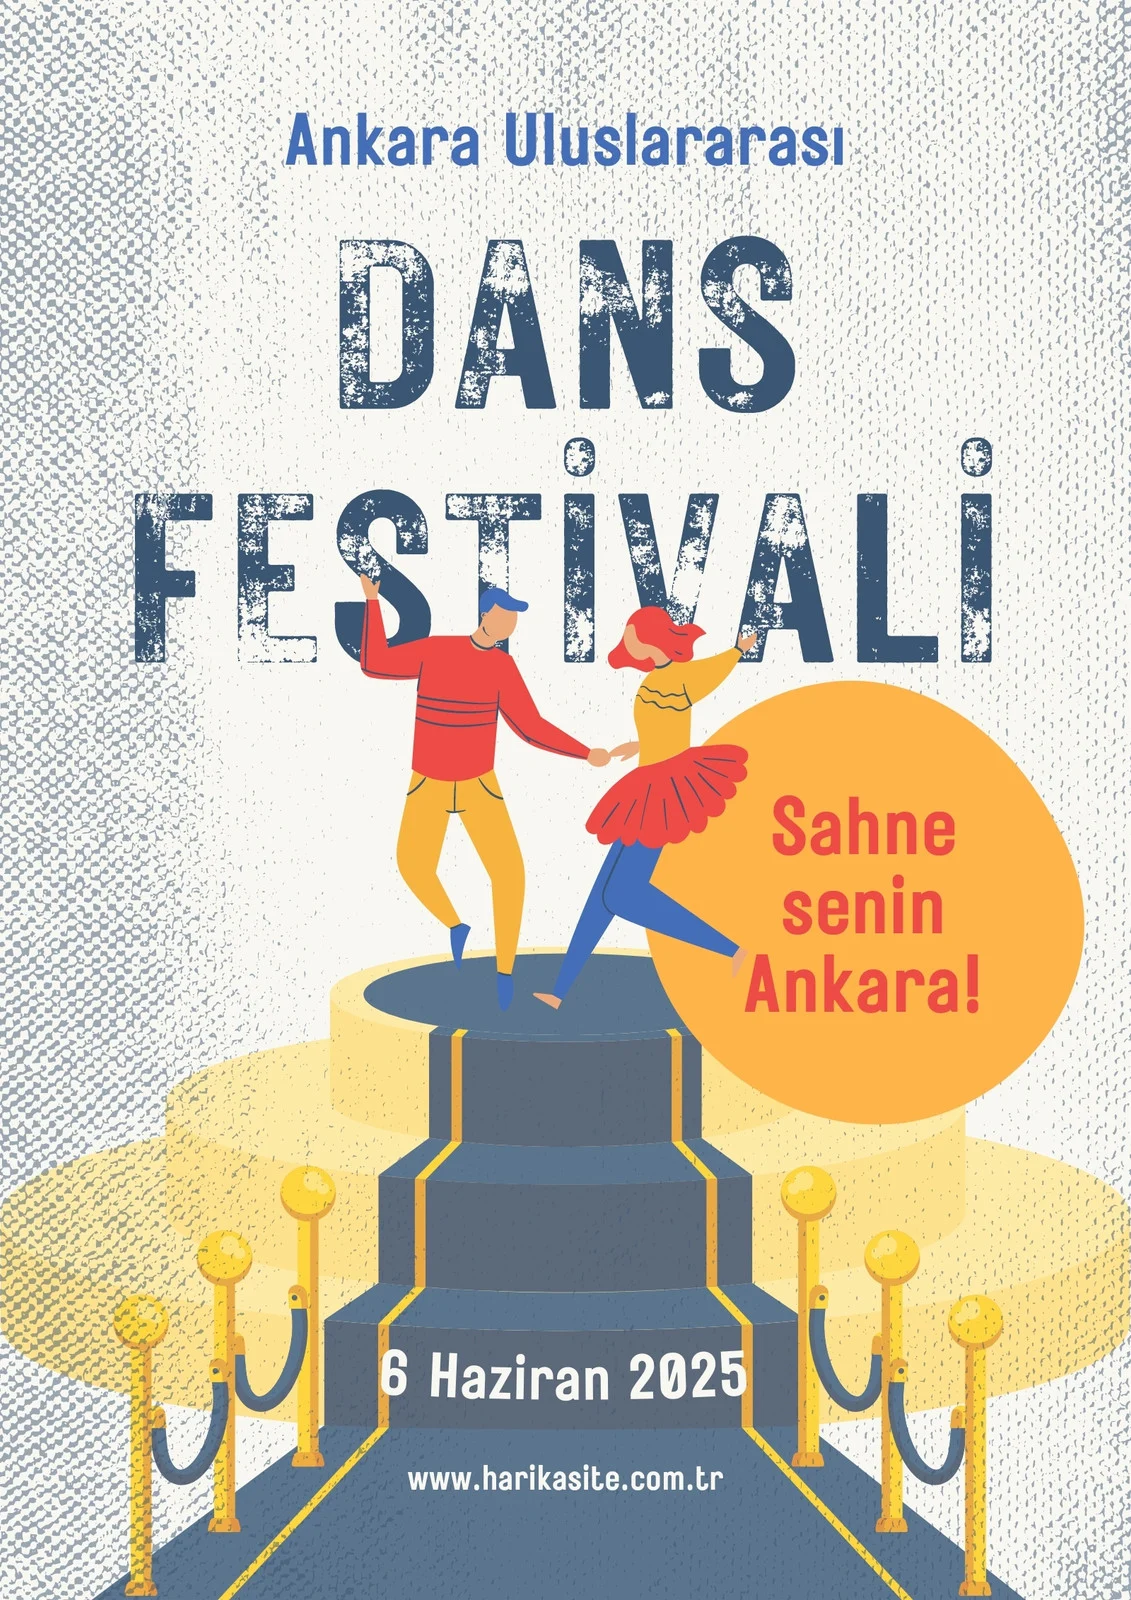 Ankara Uluslararası
DANS
FESTİVALİ
Sahne
senin
Ankara!
6 Haziran 2025
www.harikasite.com.tr